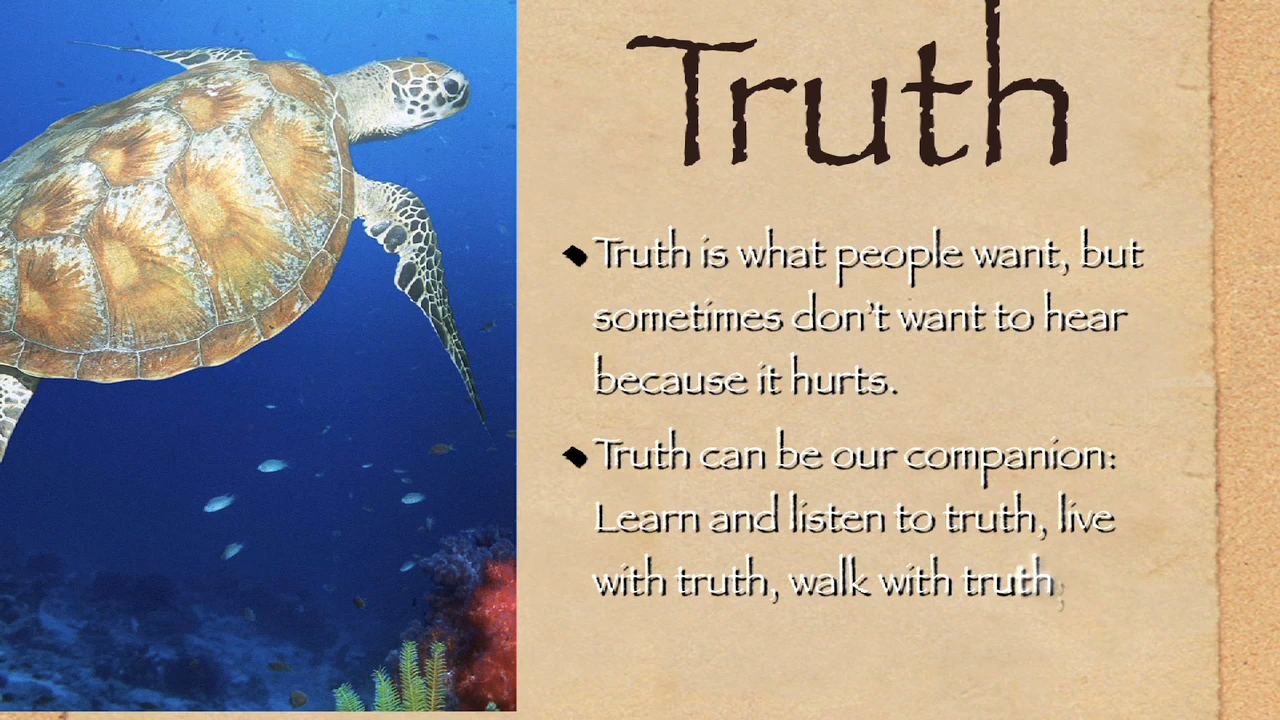 Truth
Truth is what people want, but
sometimes don't want to hear
because it hurts.
Truth can be our companion:
Learn and listen to truth, live
with truth, walk with truth,